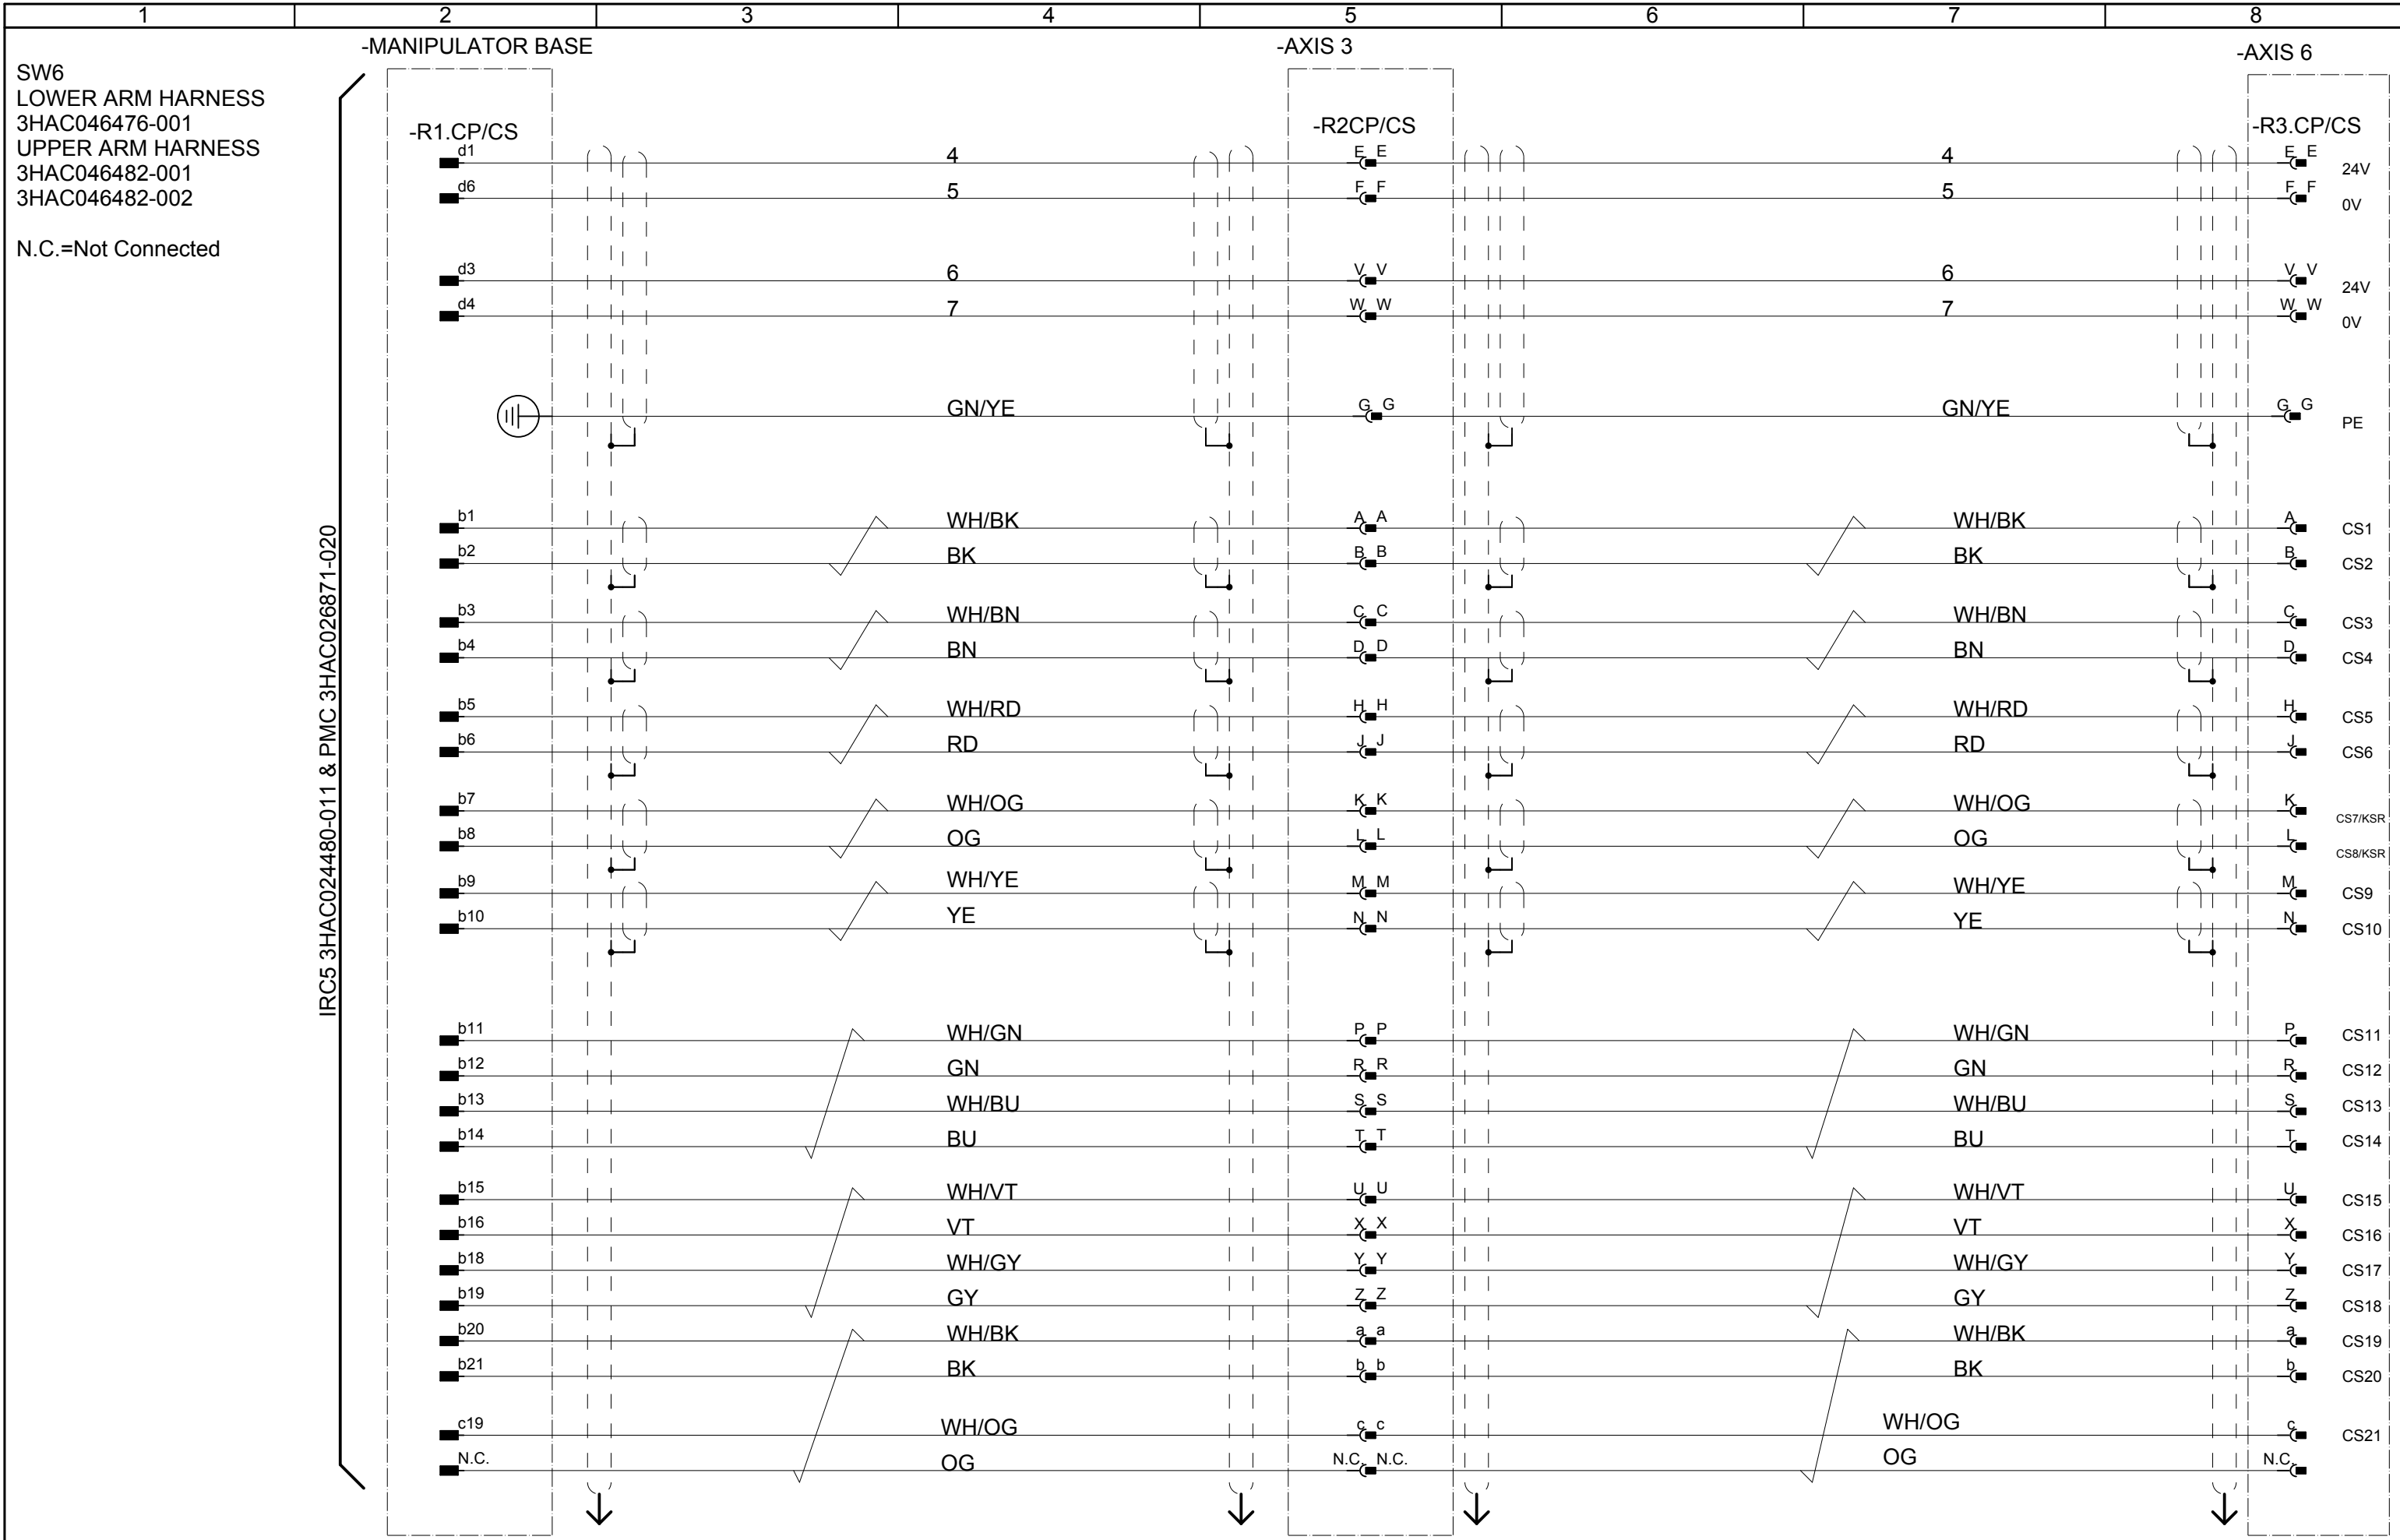 1 2 3 4 5 6 7 8
-MANIPULATOR BASE -AXIS 3 -AXIS 6
SW6
LOWER ARM HARNESS
3HAC046476-001
UPPER ARM HARNESS
3HAC046482-001
3HAC046482-002
N.C.=Not Connected
IRC5 3HAC024480-011 & PMC 3HAC026871-020
-R1.CP/CS -R2CP/CS -R3.CP/CS
d1 4 E E 4 E E 24V
d6 5 F F 5 F F 0V
d3 6 V V 6 V V 24V
d4 7 W W 7 W W 0V
GN/YE G G GN/YE G G PE
b1 WH/BK A A WH/BK A CS1
b2 BK B B BK B CS2
b3 WH/BN C C WH/BN C CS3
b4 BN D D BN D CS4
b5 WH/RD H H WH/RD H CS5
b6 RD J J RD J CS6
b7 WH/OG K K WH/OG K CS7/KSR
b8 OG L L OG L CS8/KSR
b9 WH/YE M M WH/YE M CS9
b10 YE N N YE N CS10
b11 WH/GN P P WH/GN P CS11
b12 GN R R GN R CS12
b13 WH/BU S S WH/BU S CS13
b14 BU T T BU T CS14
b15 WH/VT U U WH/VT U CS15
b16 VT X X VT X CS16
b18 WH/GY Y Y WH/GY Y CS17
b19 GY Z Z GY Z CS18
b20 WH/BK a a WH/BK a CS19
b21 BK b b BK b CS20
c19 WH/OG c c WH/OG c CS21
N.C. OG N.C. N.C. OG N.C.